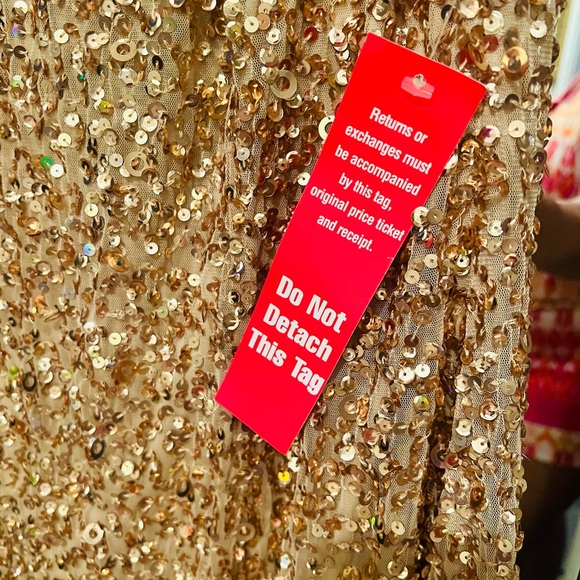 Returns or
exchanges must
be accompanied
by this tag,
original price ticket
and receipt.
Do Not
Detach
This Tag